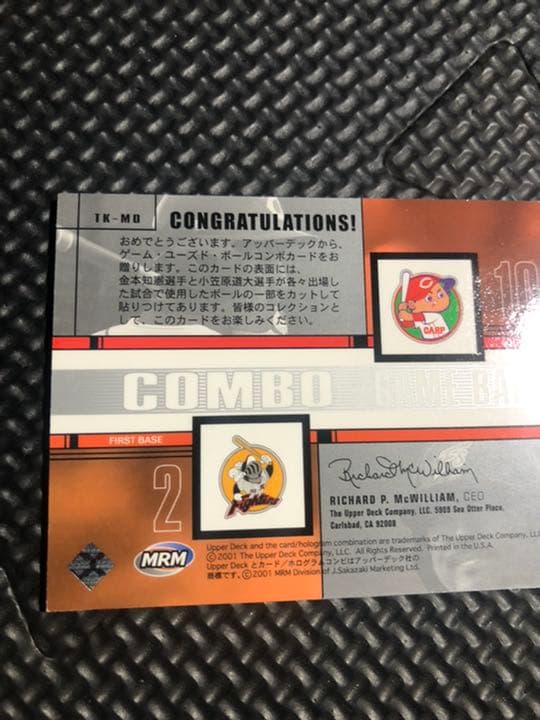 TK-MO
CONGRATULATIONS!
おめでとうございます。アッパーデックから、
ゲーム・ユーズド・ボールコンボカードをお
贈りします。このカードの表面には、
金本知憲選手と小笠原道大選手が各々出場し
た試合で使用したボールの一部をカットして
貼りつけてあります。皆様のコレクションと
して、このカードをお楽しみください。
10
CARP
COMBO GAME BA
FIRST BASE
2
Fighters
Richard P. McWilliam
RICHARD P. McWILLIAM, CEO
The Upper Deck Company, LLC. 5909 Sea Otter Place,
Carlsbad, CA 92008
MRM
Upper Deck and the card/hologram combination are trademarks of The Upper Deck Company, LLC.
©2001 The Upper Deck Company, LLC. All Rights Reserved. Printed in the U.S.A.
Upper Deck とカード／ホログラムコンビはアッパーデック社の
商標です。©2001 MRM Division of J.Sakazaki Marketing Ltd.